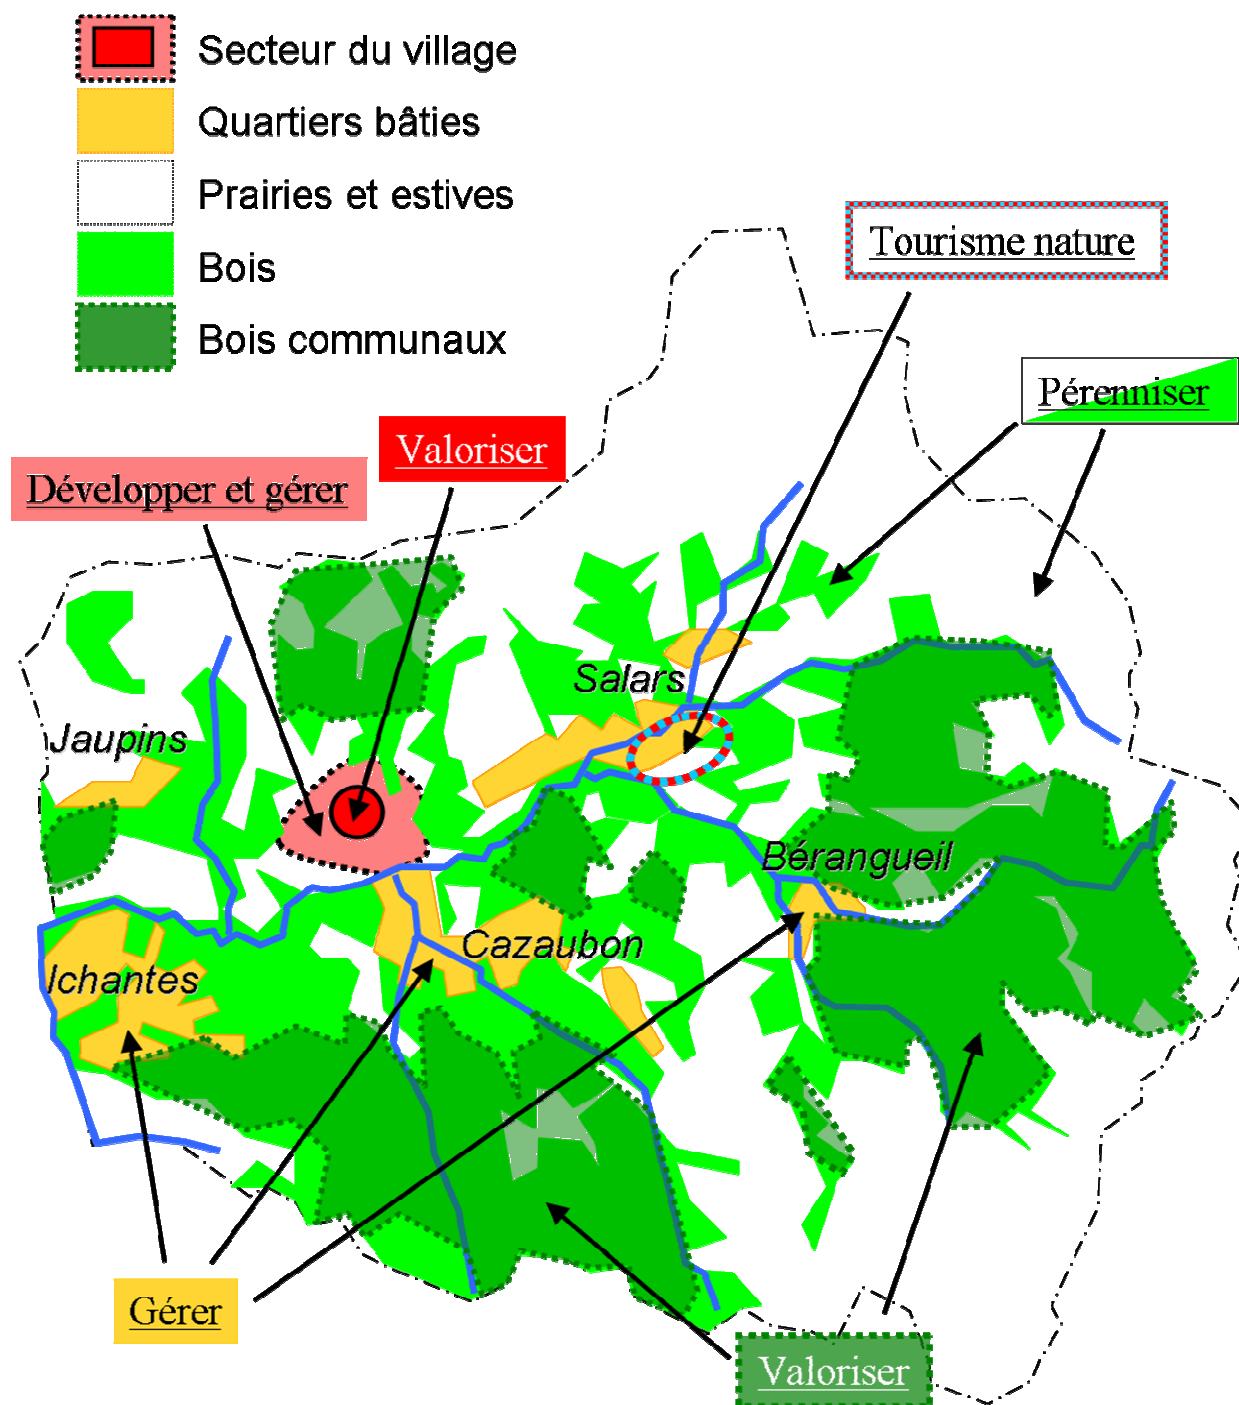 Secteur du village
Quartiers bâties
Prairies et estives
Bois
Bois communaux
Tourisme nature
Pérenniser
Valoriser
Développer et gérer
Salars
Jaupins
Bérangueil
Cazaubon
Ichantes
Gérer
Valoriser